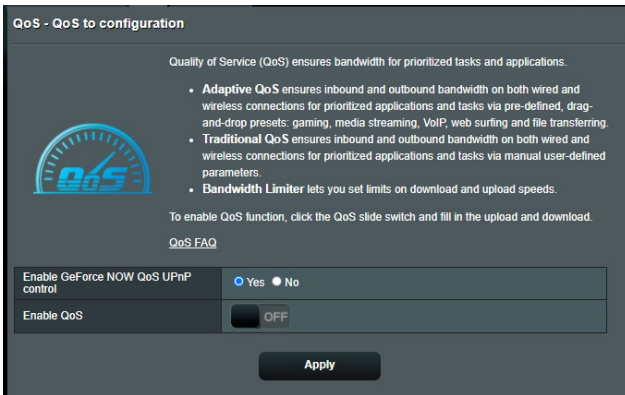 QoS - QoS to configuration
Quality of Service (QoS) ensures bandwidth for prioritized tasks and applications.
• Adaptive QoS ensures inbound and outbound bandwidth on both wired and
wireless connections for prioritized applications and tasks via pre-defined, drag-
and-drop presets: gaming, media streaming, VoIP, web surfing and file transferring.
• Traditional QoS ensures inbound and outbound bandwidth on both wired and
wireless connections for prioritized applications and tasks via manual user-defined
parameters.
• Bandwidth Limiter lets you set limits on download and upload speeds.
QoS
To enable QoS function, click the QoS slide switch and fill in the upload and download.
QoS FAQ
Enable GeForce NOW QoS UPnP
control
Yes No
Enable QoS
OFF
Apply